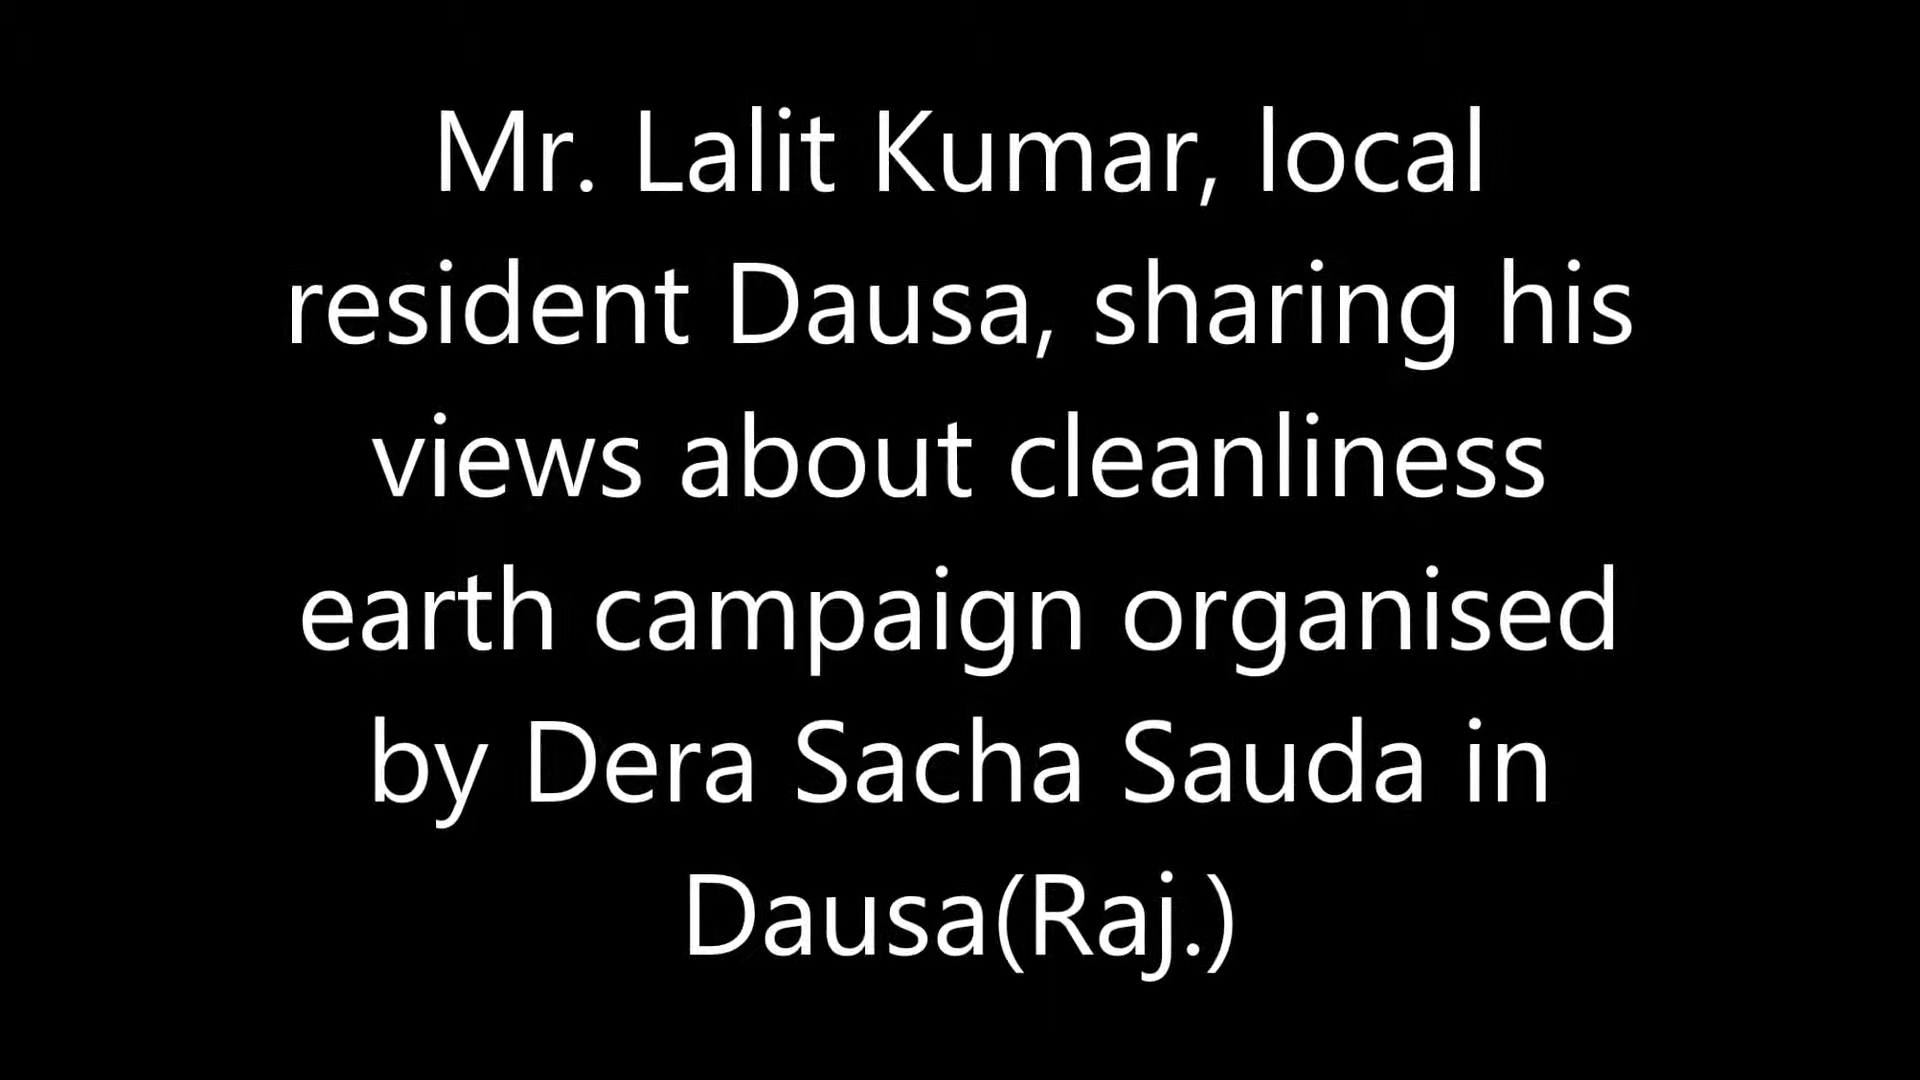 Mr. Lalit Kumar, local
resident Dausa, sharing his
views about cleanliness
earth campaign organised
by Dera Sacha Sauda in
Dausa(Raj.)